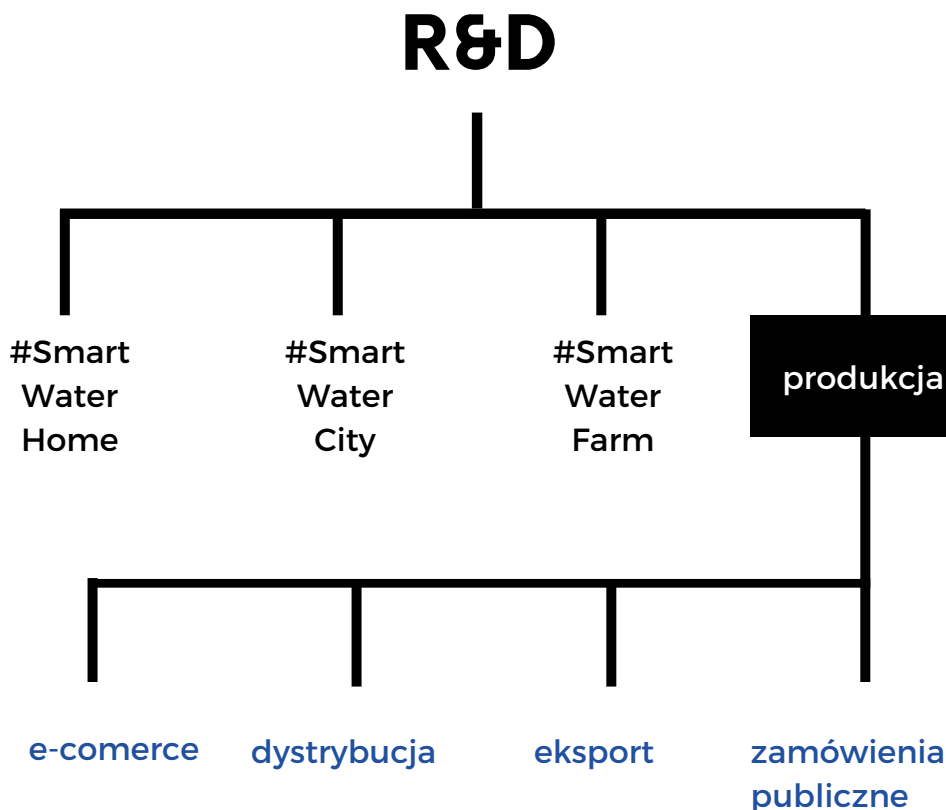 R&D
#Smart
Water
Home
#Smart
Water
City
#Smart
Water
Farm
produkcja
e-comerce
dystrybucja
eksport
zamówienia
publiczne